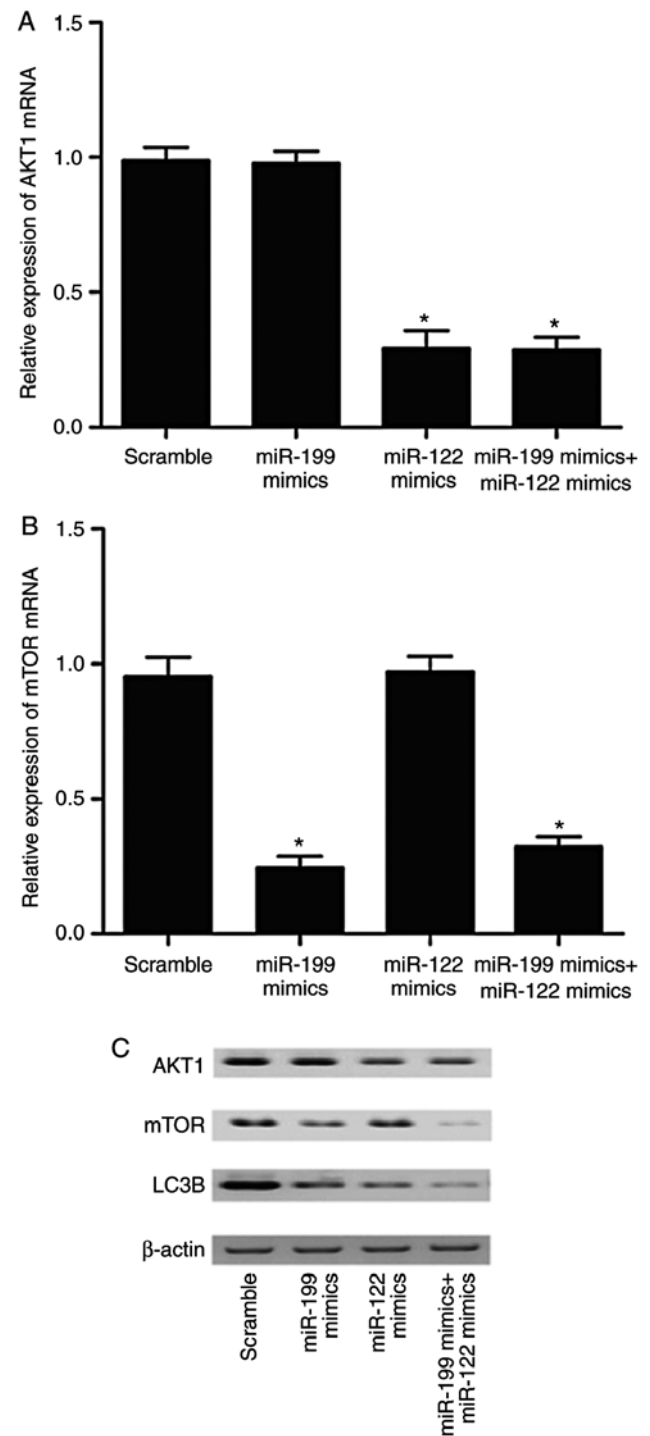 A
Relative expression of AKT1 mRNA
1.5
1.0
0.5
0.0
*
*
Scramble
miR-199
mimics
miR-122
mimics
miR-199 mimics+
miR-122 mimics
B
Relative expression of mTOR mRNA
1.5
1.0
0.5
0.0
*
*
Scramble
miR-199
mimics
miR-122
mimics
miR-199 mimics+
miR-122 mimics
C
AKT1
mTOR
LC3B
β-actin
Scramble
miR-199
mimics
miR-122
mimics
miR-199 mimics+
miR-122 mimics